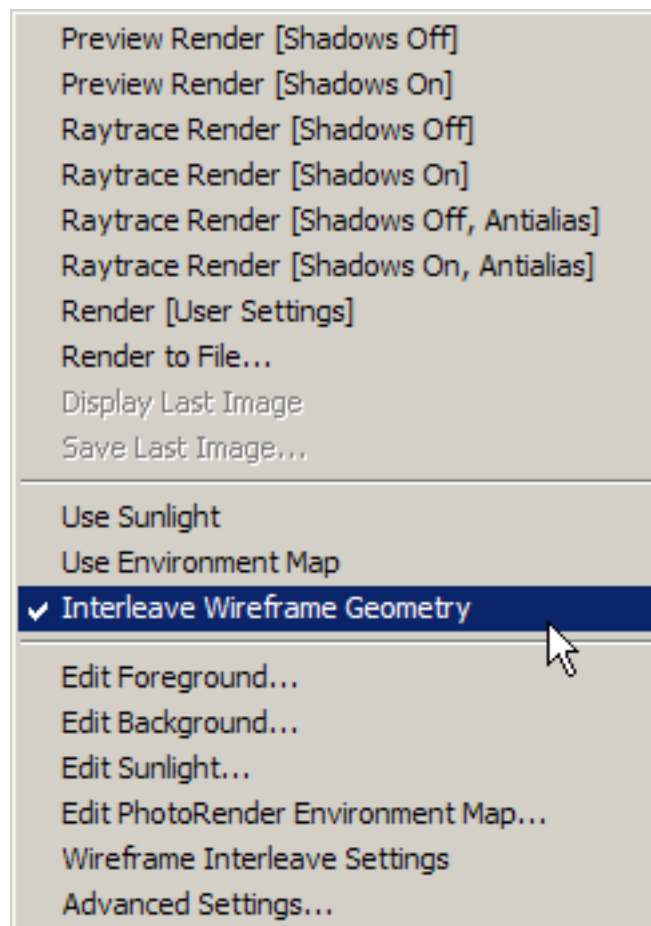 Preview Render [Shadows Off]
Preview Render [Shadows On]
Raytrace Render [Shadows Off]
Raytrace Render [Shadows On]
Raytrace Render [Shadows Off, Antialias]
Raytrace Render [Shadows On, Antialias]
Render [User Settings]
Render to File...
Display Last Image
Save Last Image...
Use Sunlight
Use Environment Map
Interleave Wireframe Geometry
Edit Foreground...
Edit Background...
Edit Sunlight...
Edit PhotoRender Environment Map...
Wireframe Interleave Settings
Advanced Settings...